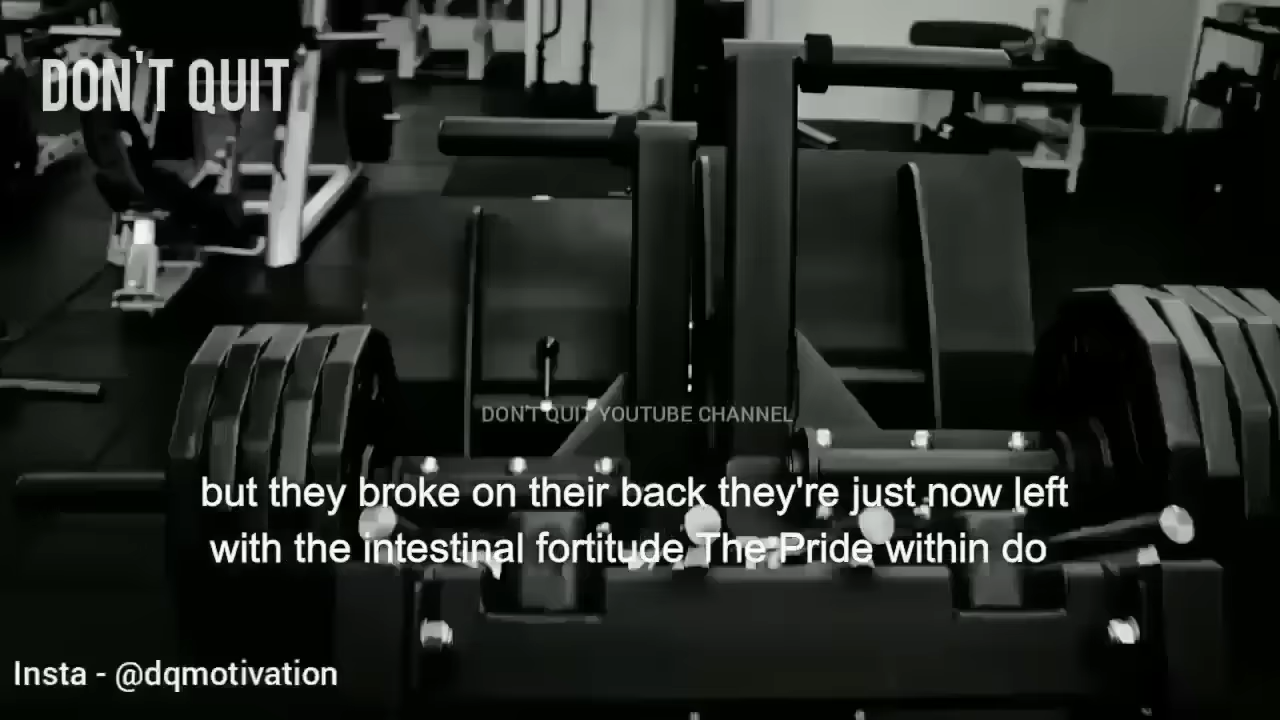 DON'T QUIT
DON'T QUIT YOUTUBE CHANNEL
but they broke on their back they're just now left
with the intestinal fortitude The Pride within do
Insta - @dqmotivation